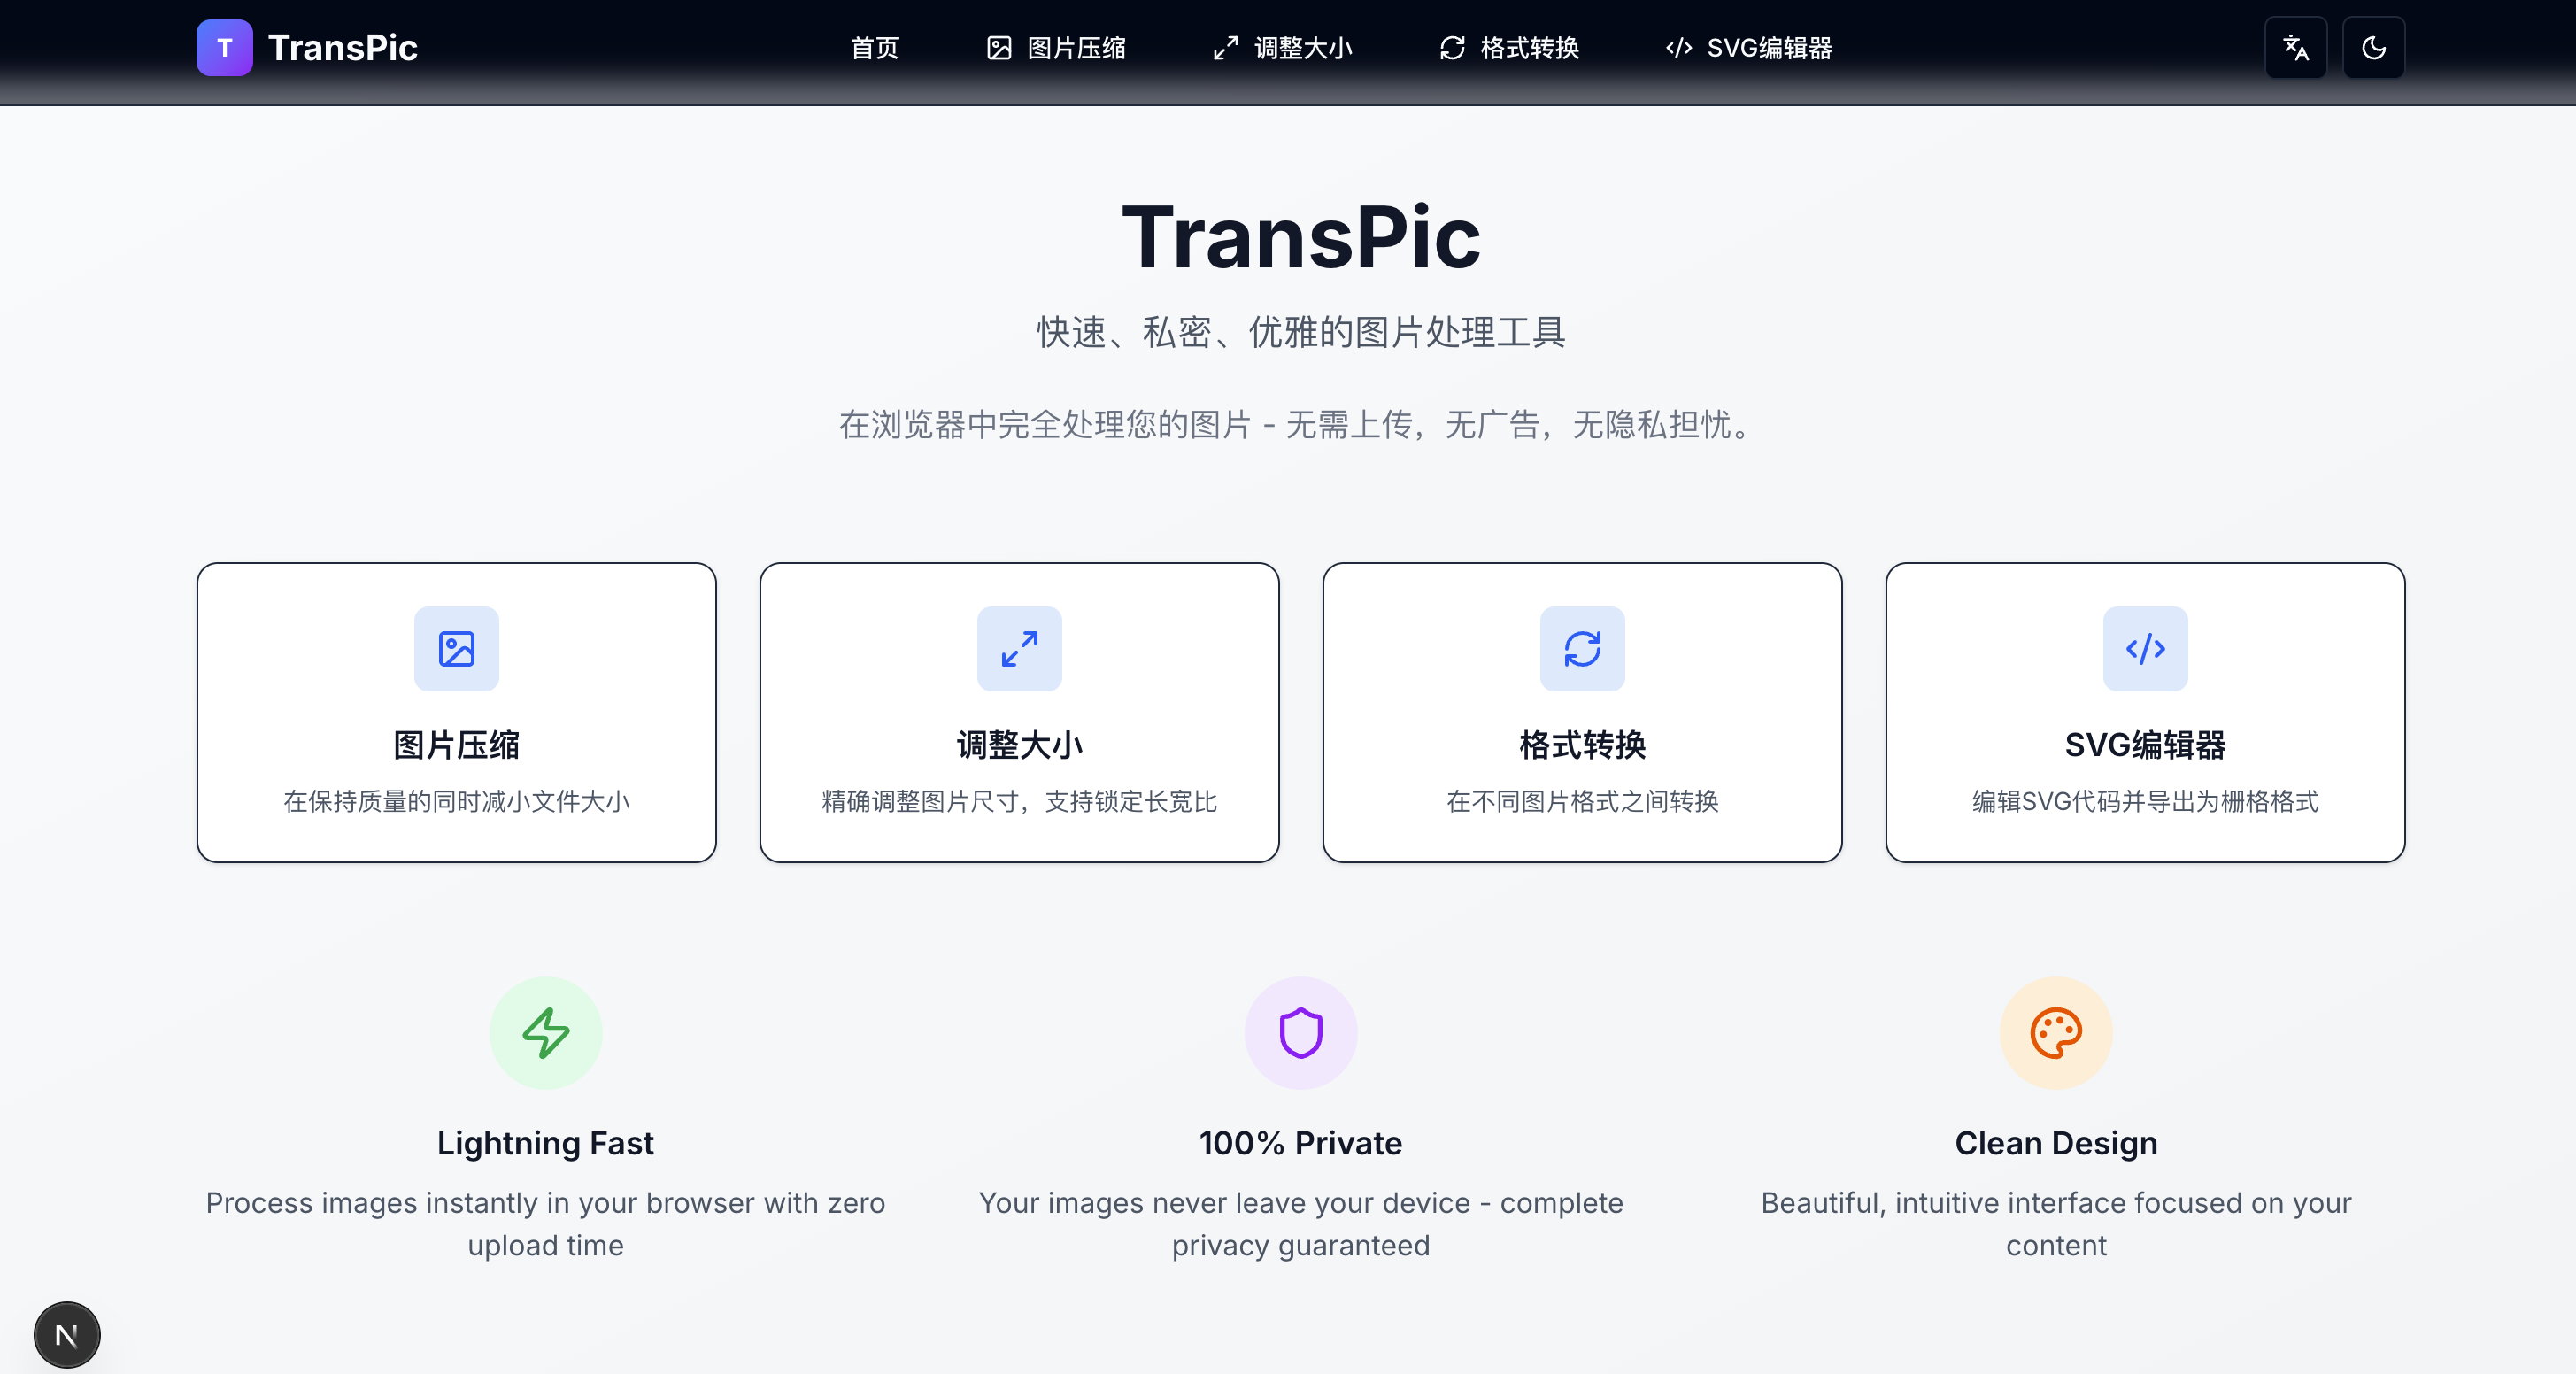 T TransPic
首页
图片压缩
调整大小
格式转换
SVG编辑器
TransPic
快速、私密、优雅的图片处理工具
在浏览器中完全处理您的图片 - 无需上传，无广告，无隐私担忧。
图片压缩
在保持质量的同时减小文件大小
调整大小
精确调整图片尺寸，支持锁定长宽比
格式转换
在不同图片格式之间转换
SVG编辑器
编辑SVG代码并导出为栅格格式
Lightning Fast
Process images instantly in your browser with zero
upload time
100% Private
Your images never leave your device - complete
privacy guaranteed
Clean Design
Beautiful, intuitive interface focused on your
content
N